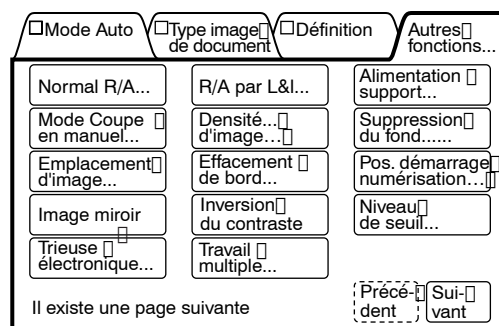 Mode Auto
Type image
de document
Définition
Autres
fonctions...
Normal R/A...
R/A par L&I...
Alimentation
support...
Mode Coupe
en manuel...
Densité...
d'image...
Suppression
du fond......
Emplacement
d'image...
Effacement
de bord...
Pos. démarrage
numérisation...
Image miroir
Inversion
du contraste
Niveau
de seuil...
Trieuse
électronique...
Travail
multiple...
Il existe une page suivante
Précé-
dent
Sui-
vant